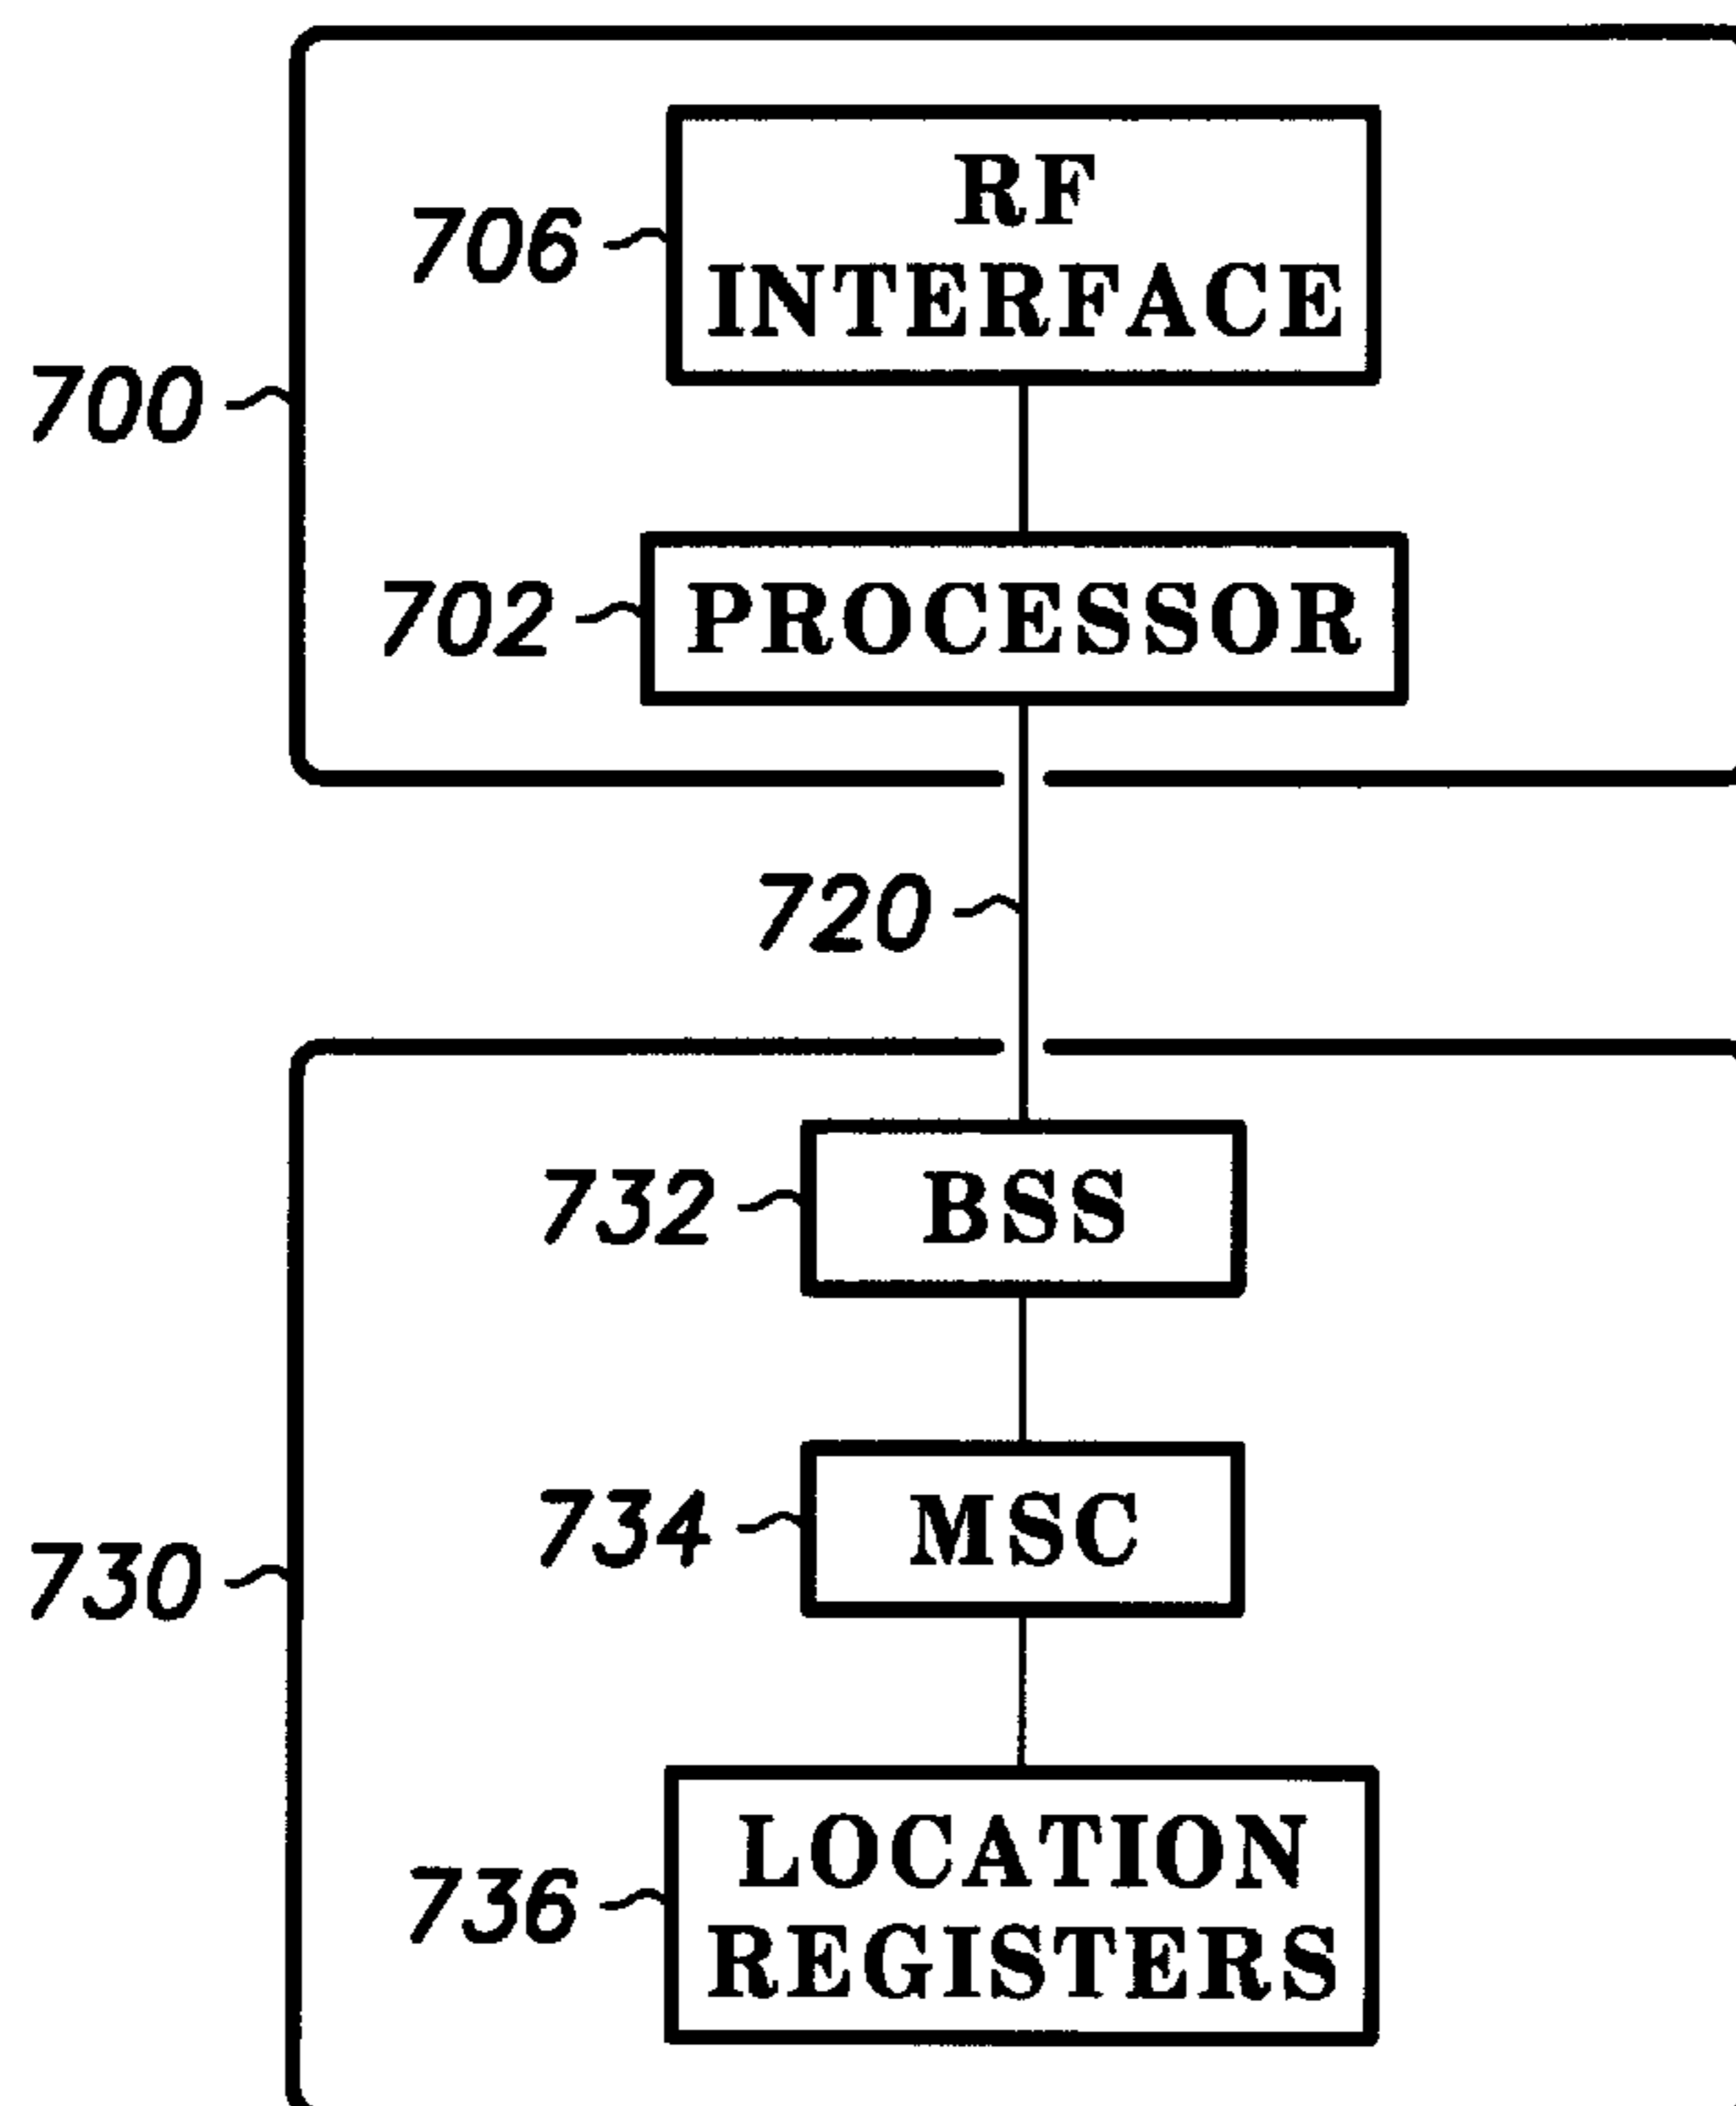 RF
706
INTERFACE
700
702
PROCESSOR
720
732
BSS
734
MSC
730
LOCATION
736
REGISTERS